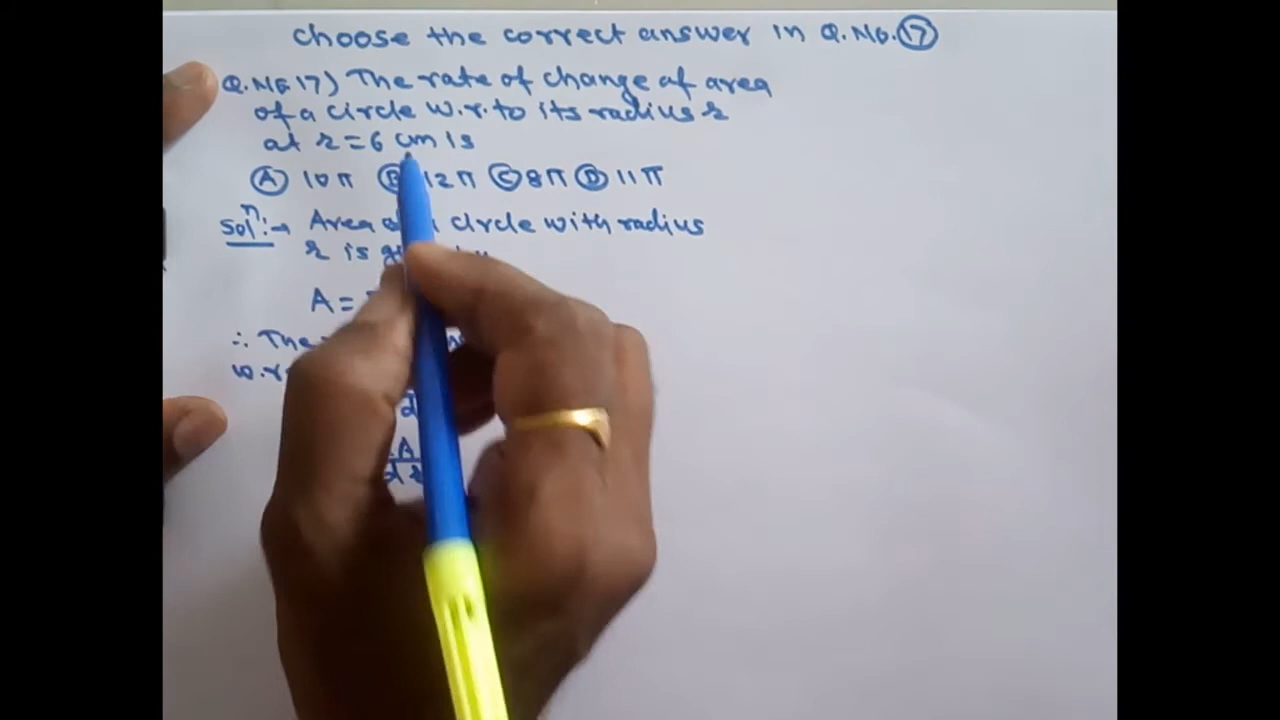 choose the correct answer in Q.No.17
Q.No.17) The rate of change of area
of a circle w.r.to its radius r
at r=6 cm is
A 10π B 12π C 8π D 11π
Solⁿ:→ Area circle with radius
r is
A =
∴ The